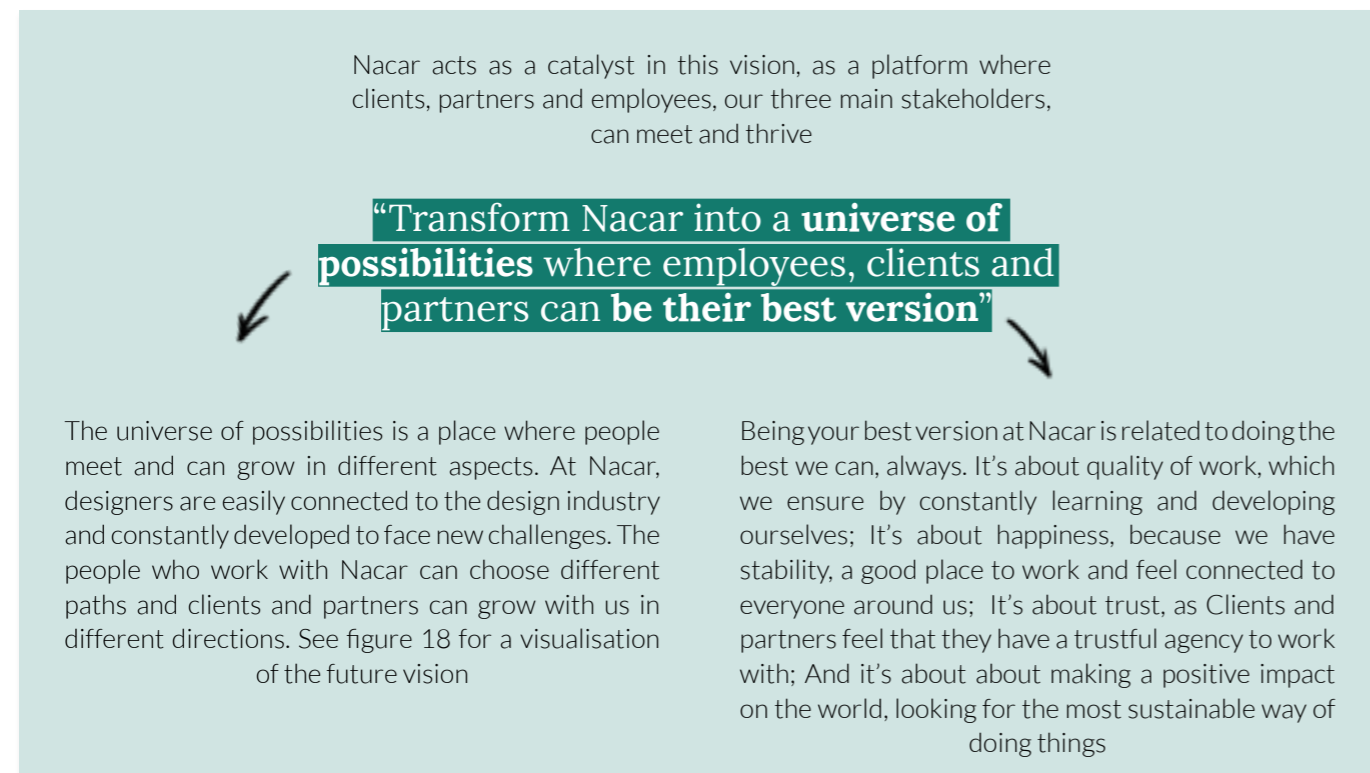 Nacar acts as a catalyst in this vision, as a platform where
clients, partners and employees, our three main stakeholders,
can meet and thrive
“Transform Nacar into a universe of
possibilities where employees, clients and
partners can be their best version”
The universe of possibilities is a place where people
meet and can grow in different aspects. At Nacar,
designers are easily connected to the design industry
and constantly developed to face new challenges. The
people who work with Nacar can choose different
paths and clients and partners can grow with us in
different directions. See figure 18 for a visualisation
of the future vision
Being your best version at Nacar is related to doing the
best we can, always. It’s about quality of work, which
we ensure by constantly learning and developing
ourselves; It’s about happiness, because we have
stability, a good place to work and feel connected to
everyone around us; It’s about trust, as Clients and
partners feel that they have a trustful agency to work
with; And it’s about about making a positive impact
on the world, looking for the most sustainable way of
doing things